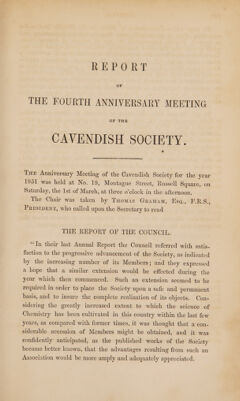 REPORT
OF
THE FOURTH ANNIVERSARY MEETING
OF THE
CAVENDISH SOCIETY.
THE Anniversary Meeting of the Cavendish Society for the year
1851 was held at No. 19, Montague Street, Russell Square, on
Saturday, the 1st of March, at three o'clock in the afternoon.
The Chair was taken by THOMAS GRAHAM, ESQ., F.R.S.,
PRESIDENT, who called upon the Secretary to read
THE REPORT OF THE COUNCIL.
"In their last Annual Report the Council referred with satis-
faction to the progressive advancement of the Society, as indicated
by the increasing number of its Members; and they expressed
a hope that a similar extension would be effected during the
year which then commenced. Such an extension seemed to be
required in order to place the Society upon a safe and permanent
basis, and to insure the complete realization of its objects. Con-
sidering the greatly increased extent to which the science of
Chemistry has been cultivated in this country within the last few
years, as compared with former times, it was thought that a con-
siderable accession of Members might be obtained, and it was
confidently anticipated, as the published works of the Society
became better known, that the advantages resulting from such an
Association would be more amply and adequately appreciated.